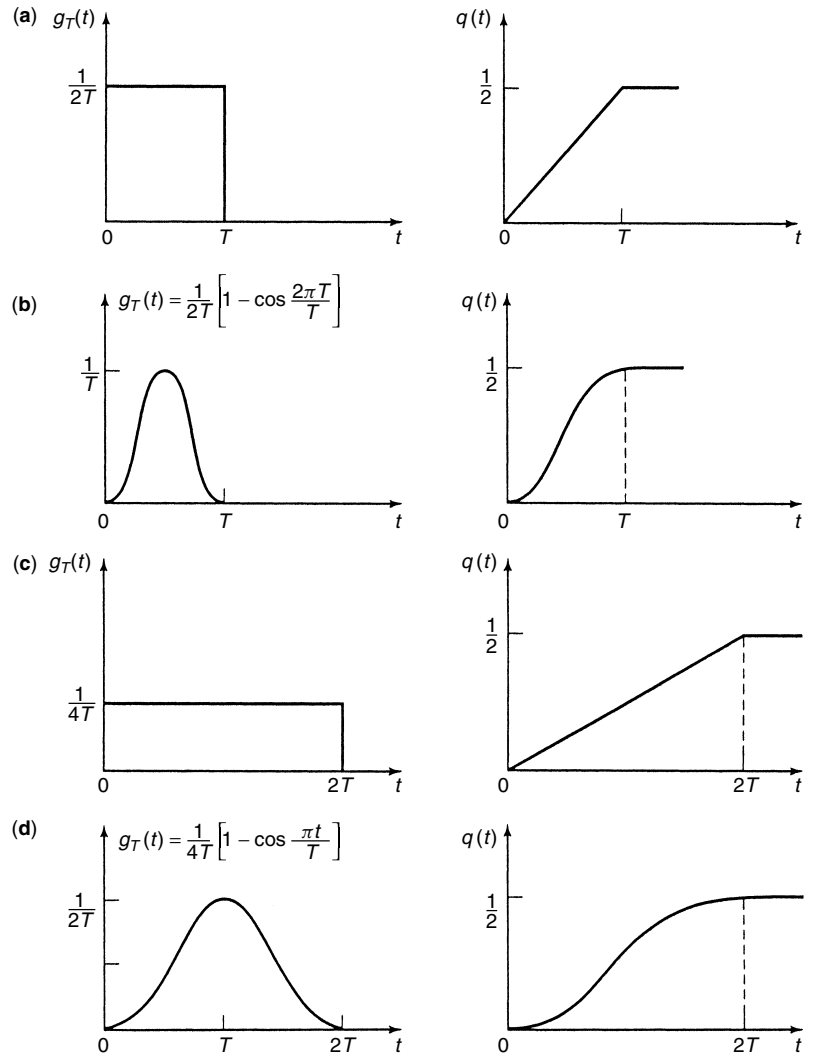 (a) g_T(t)
q(t)
1/2T
1/2
0 T t
0 T t
(b) g_T(t) = 1/2T [1 − cos 2πT/T]
q(t)
1/T
1/2
0 T t
0 T t
(c) g_T(t)
q(t)
1/2
1/4T
0 2T t
0 2T t
(d) g_T(t) = 1/4T [1 − cos πt/T]
q(t)
1/2T
1/2
0 T 2T t
0 2T t